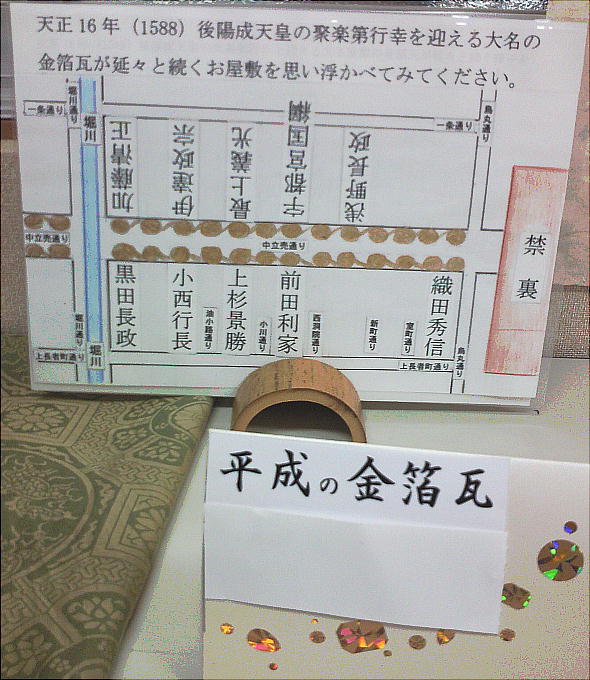 天正16年（1588）後陽成天皇の聚楽第行幸を迎える大名の
金箔瓦が延々と続くお屋敷を思い浮かべてみてください。
堀川通り
堀川
一条通り
一条通り
烏丸通り
加藤清正
伊達政宗
最上義光
宇都宮国綱
浅野長政
中立売通り
中立売通り
禁裏
黒田長政
小西行長
油小路通り
上杉景勝
小川通り
前田利家
西洞院通り
新町通り
室町通り
織田秀信
烏丸通り
堀川通り
堀川
上長者町通り
上長者町通り
平成の金箔瓦